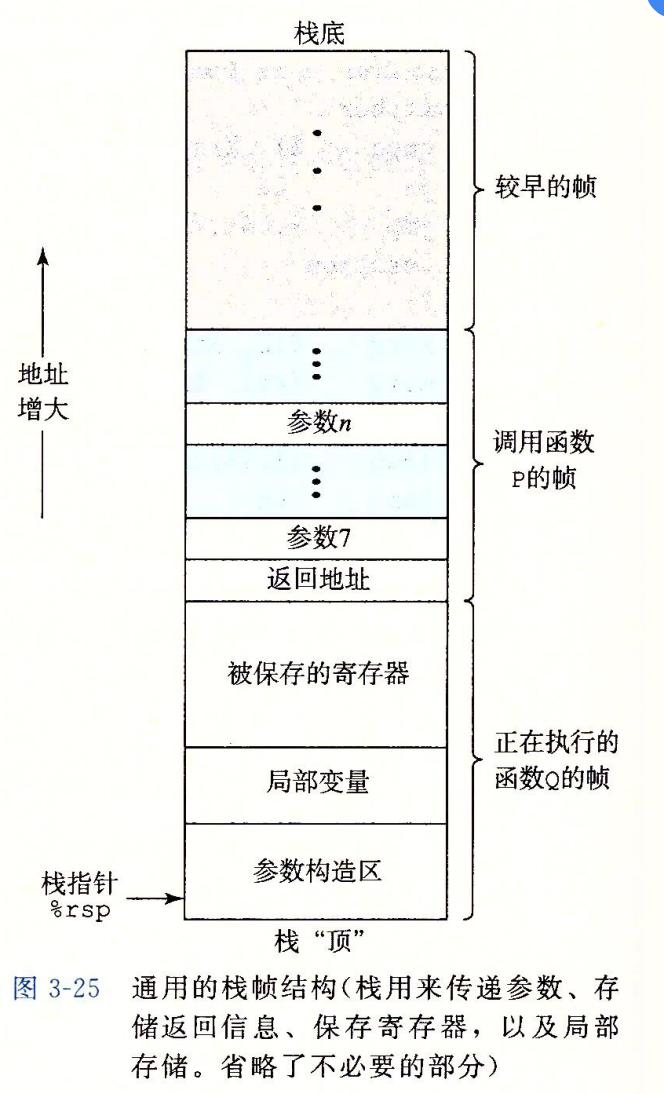 栈底
较早的帧
地址
增大
参数n
调用函数
P的帧
参数7
返回地址
被保存的寄存器
正在执行的
函数Q的帧
局部变量
参数构造区
栈指针
%rsp
栈“顶”
图 3-25 通用的栈帧结构(栈用来传递参数、存
储返回信息、保存寄存器，以及局部
存储。省略了不必要的部分)